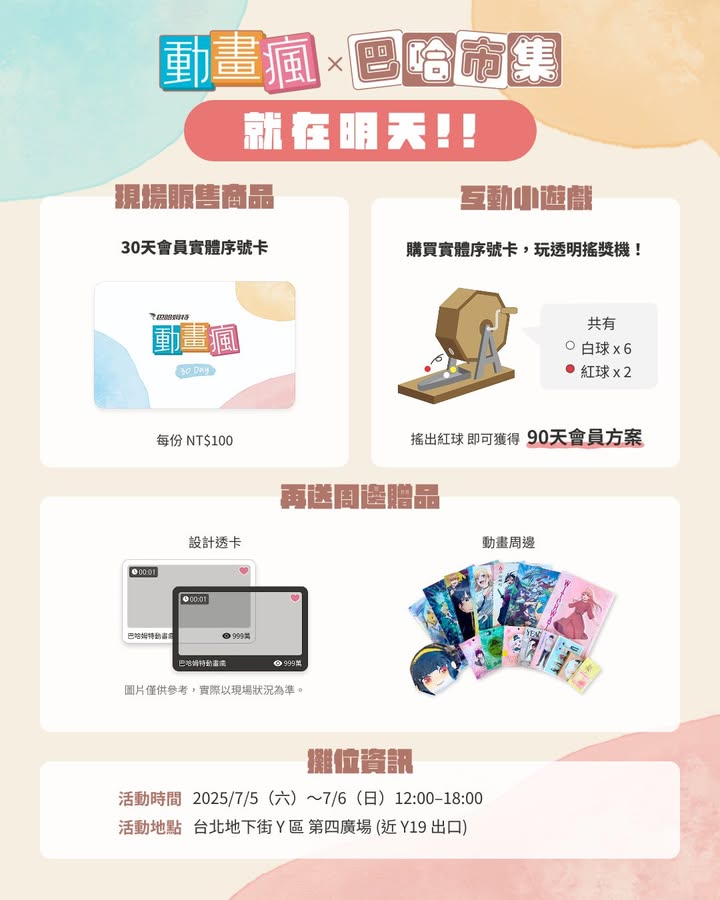 動畫瘋 × 巴哈市集
就在明天!!
現場販售商品
30天會員實體序號卡
巴哈姆特
動畫瘋
30 Day
每份 NT$100
互動小遊戲
購買實體序號卡，玩透明搖獎機！
共有
白球 x 6
紅球 x 2
搖出紅球 即可獲得 90天會員方案
再送周邊贈品
設計透卡
00:01
巴哈姆特動畫瘋
999萬
00:01
巴哈姆特動畫瘋
999萬
圖片僅供參考，實際以現場狀況為準。
動畫周邊
攤位資訊
活動時間 2025/7/5（六）～7/6（日）12:00–18:00
活動地點 台北地下街 Y 區 第四廣場 (近 Y19 出口)